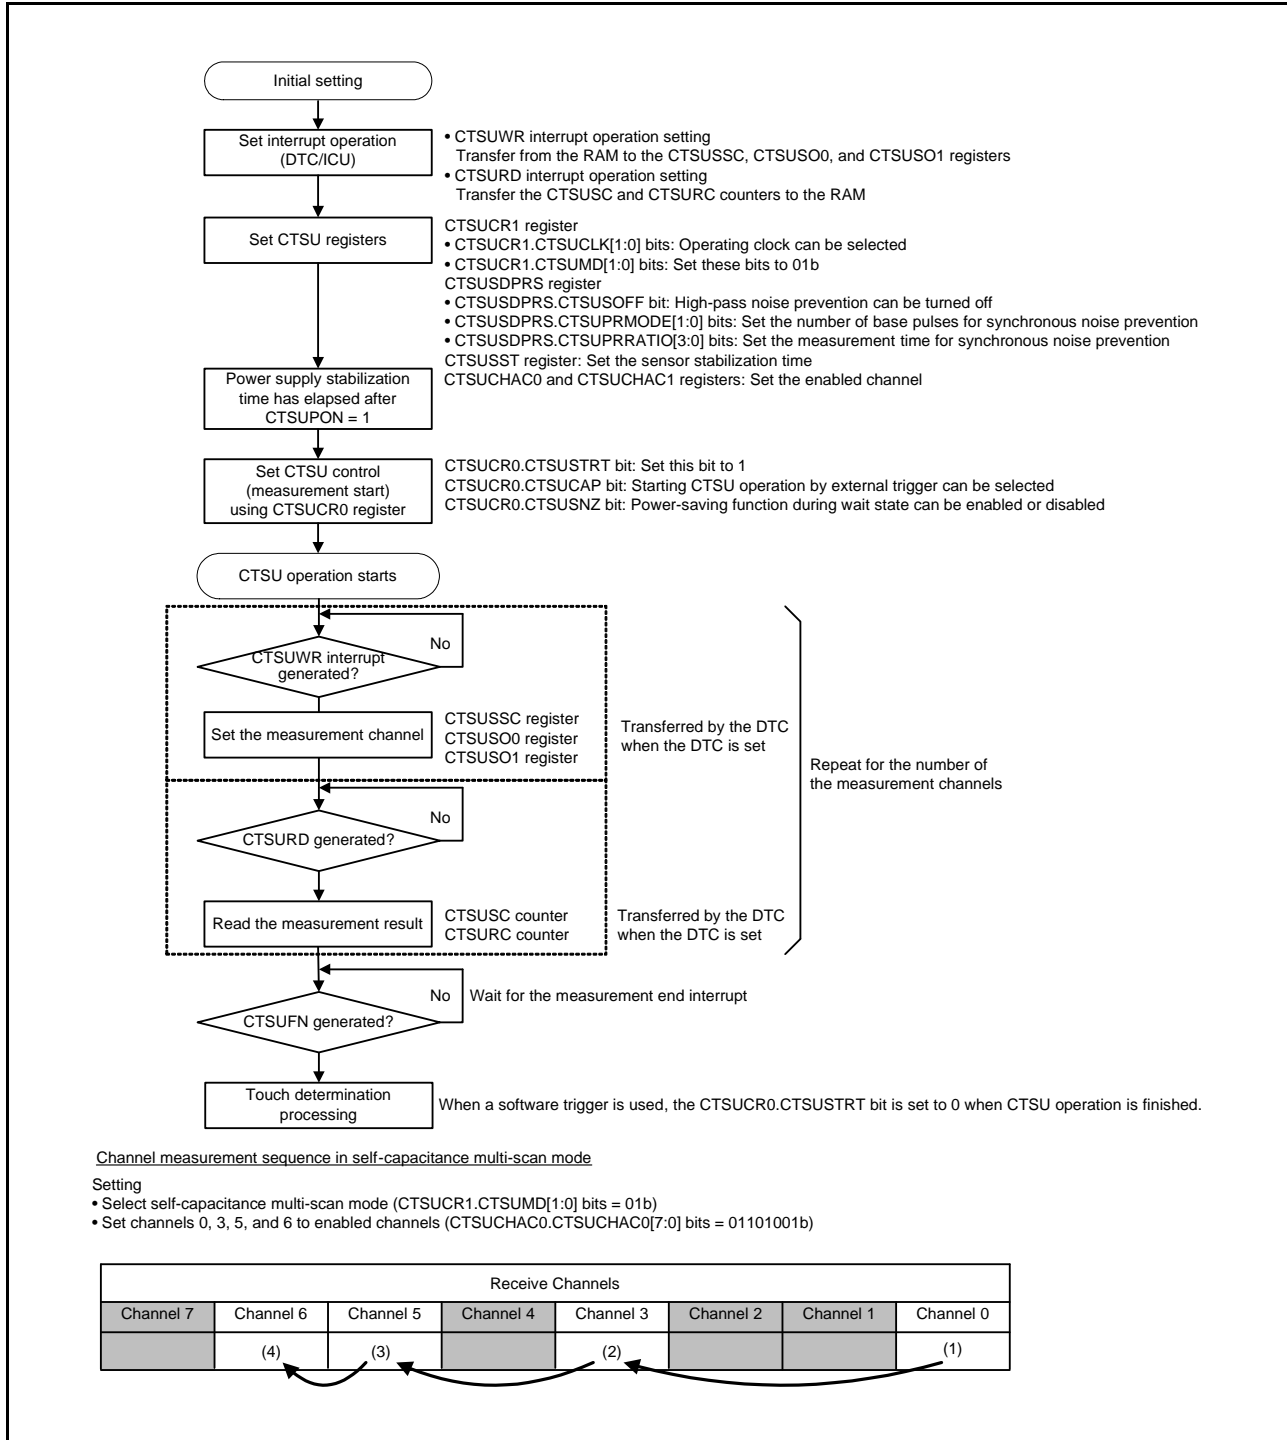 Initial setting
Set interrupt operation
(DTC/ICU)
• CTSUWR interrupt operation setting
Transfer from the RAM to the CTSUSSC, CTSUSO0, and CTSUSO1 registers
• CTSURD interrupt operation setting
Transfer the CTSUSC and CTSURC counters to the RAM
Set CTSU registers
CTSUCR1 register
• CTSUCR1.CTSUCLK[1:0] bits: Operating clock can be selected
• CTSUCR1.CTSUMD[1:0] bits: Set these bits to 01b
CTSUSDPRS register
• CTSUSDPRS.CTSUSOFF bit: High-pass noise prevention can be turned off
• CTSUSDPRS.CTSUPRMODE[1:0] bits: Set the number of base pulses for synchronous noise prevention
• CTSUSDPRS.CTSUPRRATIO[3:0] bits: Set the measurement time for synchronous noise prevention
CTSUSST register: Set the sensor stabilization time
CTSUCHAC0 and CTSUCHAC1 registers: Set the enabled channel
Power supply stabilization
time has elapsed after
CTSUPON = 1
Set CTSU control
(measurement start)
using CTSUCR0 register
CTSUCR0.CTSUSTRT bit: Set this bit to 1
CTSUCR0.CTSUCAP bit: Starting CTSU operation by external trigger can be selected
CTSUCR0.CTSUSNZ bit: Power-saving function during wait state can be enabled or disabled
CTSU operation starts
No
CTSUWR interrupt
generated?
Set the measurement channel
CTSUSSC register
CTSUSO0 register
CTSUSO1 register
Transferred by the DTC
when the DTC is set
Repeat for the number of
the measurement channels
No
CTSURD generated?
Read the measurement result
CTSUSC counter
CTSURC counter
Transferred by the DTC
when the DTC is set
No
Wait for the measurement end interrupt
CTSUFN generated?
Touch determination
processing
When a software trigger is used, the CTSUCR0.CTSUSTRT bit is set to 0 when CTSU operation is finished.
Channel measurement sequence in self-capacitance multi-scan mode
Setting
• Select self-capacitance multi-scan mode (CTSUCR1.CTSUMD[1:0] bits = 01b)
• Set channels 0, 3, 5, and 6 to enabled channels (CTSUCHAC0.CTSUCHAC0[7:0] bits = 01101001b)
Receive Channels
Channel 7 Channel 6 Channel 5 Channel 4 Channel 3 Channel 2 Channel 1 Channel 0
(4) (3) (2) (1)